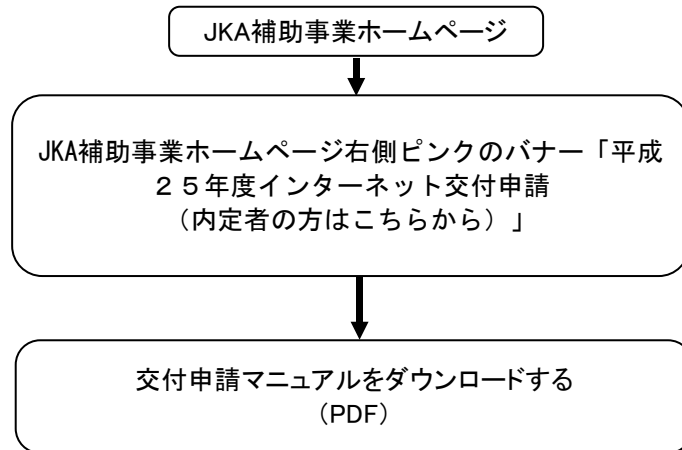 JKA補助事業ホームページ
JKA補助事業ホームページ右側ピンクのバナー「平成
２５年度インターネット交付申請
（内定者の方はこちらから）」
交付申請マニュアルをダウンロードする
（PDF）